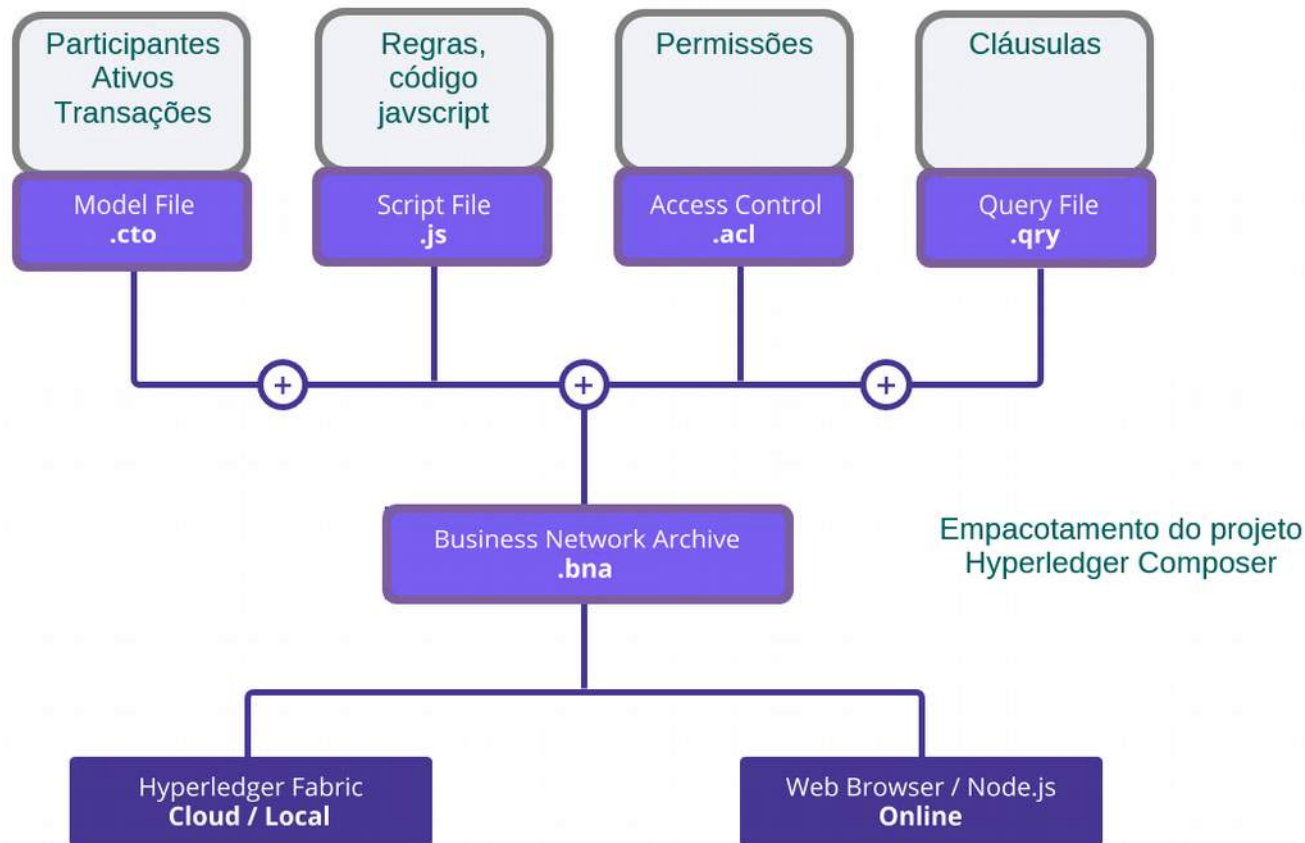 Participantes
Ativos
Transações
Regras,
código
javscript
Permissões
Cláusulas
Model File
.cto
Script File
.js
Access Control
.acl
Query File
.qry
+
+
+
Business Network Archive
.bna
Empacotamento do projeto
Hyperledger Composer
Hyperledger Fabric
Cloud / Local
Web Browser / Node.js
Online